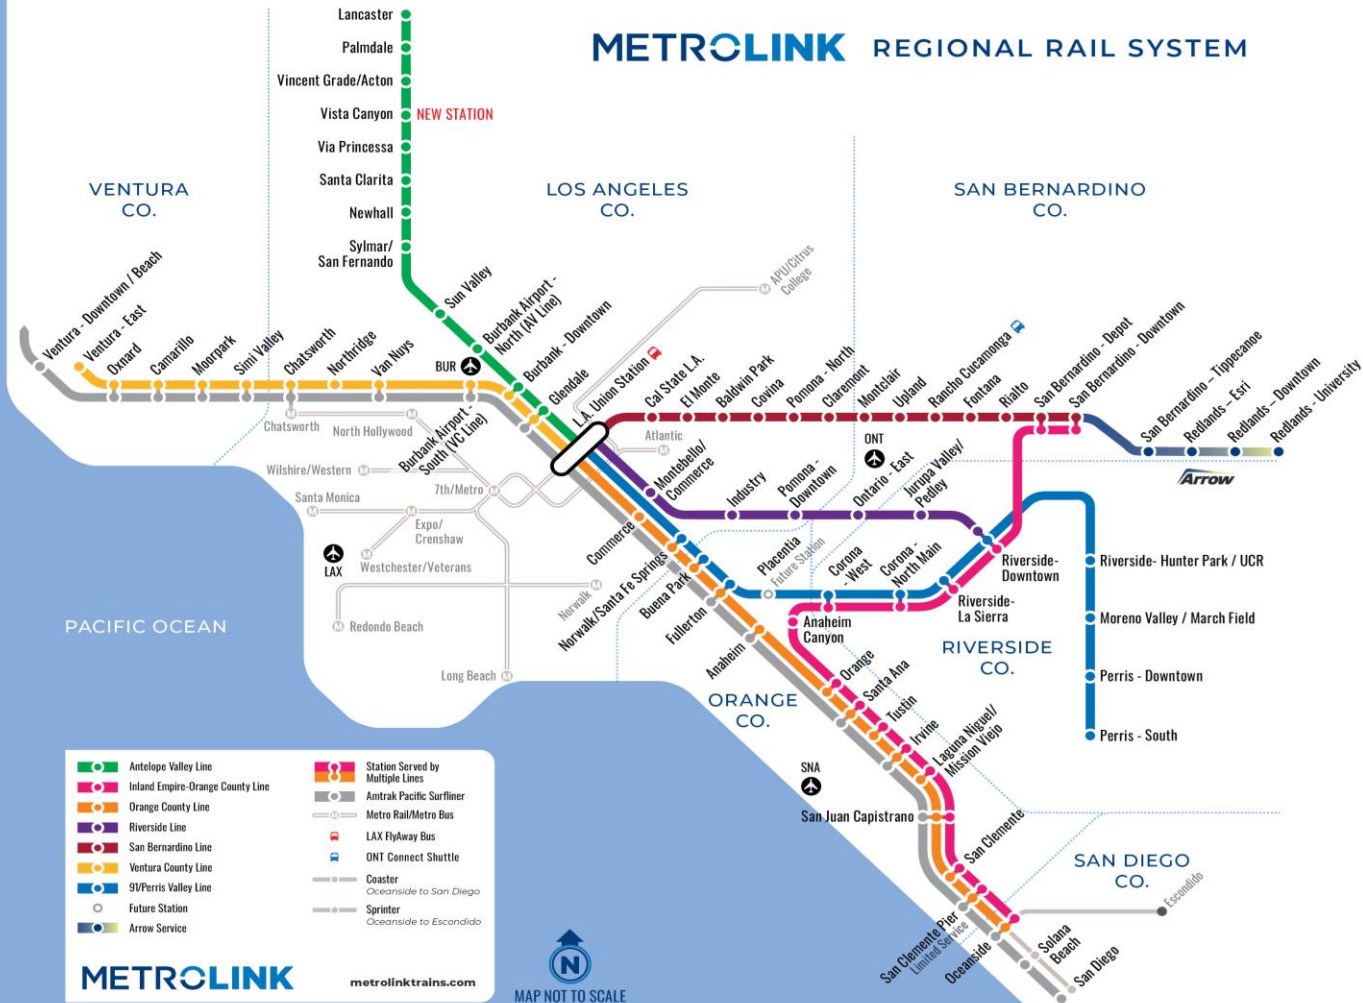 METROLINK REGIONAL RAIL SYSTEM
Lancaster
Palmdale
Vincent Grade/Acton
Vista Canyon
NEW STATION
Via Princessa
Santa Clarita
Newhall
Sylmar/
San Fernando
VENTURA
CO.
LOS ANGELES
CO.
SAN BERNARDINO
CO.
Ventura - Downtown / Beach
Ventura - East
Oxnard
Camarillo
Moorpark
Simi Valley
Chatsworth
Northridge
Van Nuys
BUR
Sun Valley
Burbank Airport -
North (AV Line)
Burbank - Downtown
Glendale
L.A. Union Station
APU/Citrus
College
Cal State L.A.
El Monte
Baldwin Park
Covina
Pomona - North
Claremont
Montclair
Upland
Rancho Cucamonga
Fontana
Rialto
San Bernardino - Depot
San Bernardino - Downtown
San Bernardino – Tippecanoe
Redlands – Esri
Redlands – Downtown
Redlands - University
Arrow
Chatsworth
North Hollywood
Burbank Airport -
South (VC Line)
Wilshire/Western
Santa Monica
7th/Metro
Expo/
Crenshaw
LAX
Westchester/Veterans
Redondo Beach
Norwalk
Long Beach
Atlantic
Montebello/
Commerce
Industry
Pomona -
Downtown
ONT
Ontario - East
Jurupa Valley/
Pedley
Commerce
Norwalk/Santa Fe Springs
Buena Park
Fullerton
Anaheim
Placentia
Future Station
Corona
- West
Corona -
North Main
Riverside-
Downtown
Riverside-
La Sierra
Anaheim
Canyon
Riverside- Hunter Park / UCR
Moreno Valley / March Field
Perris - Downtown
Perris - South
PACIFIC OCEAN
RIVERSIDE
CO.
ORANGE
CO.
Orange
Santa Ana
Tustin
Irvine
Laguna Niguel/
Mission Viejo
SNA
San Juan Capistrano
San Clemente
SAN DIEGO
CO.
San Clemente Pier
Limited Service
Oceanside
Solana
Beach
San Diego
Escondido
Antelope Valley Line
Inland Empire-Orange County Line
Orange County Line
Riverside Line
San Bernardino Line
Ventura County Line
91/Perris Valley Line
Future Station
Arrow Service
Station Served by
Multiple Lines
Amtrak Pacific Surfliner
M Metro Rail/Metro Bus
LAX FlyAway Bus
ONT Connect Shuttle
Coaster
Oceanside to San Diego
Sprinter
Oceanside to Escondido
METROLINK
metrolinktrains.com
N
MAP NOT TO SCALE